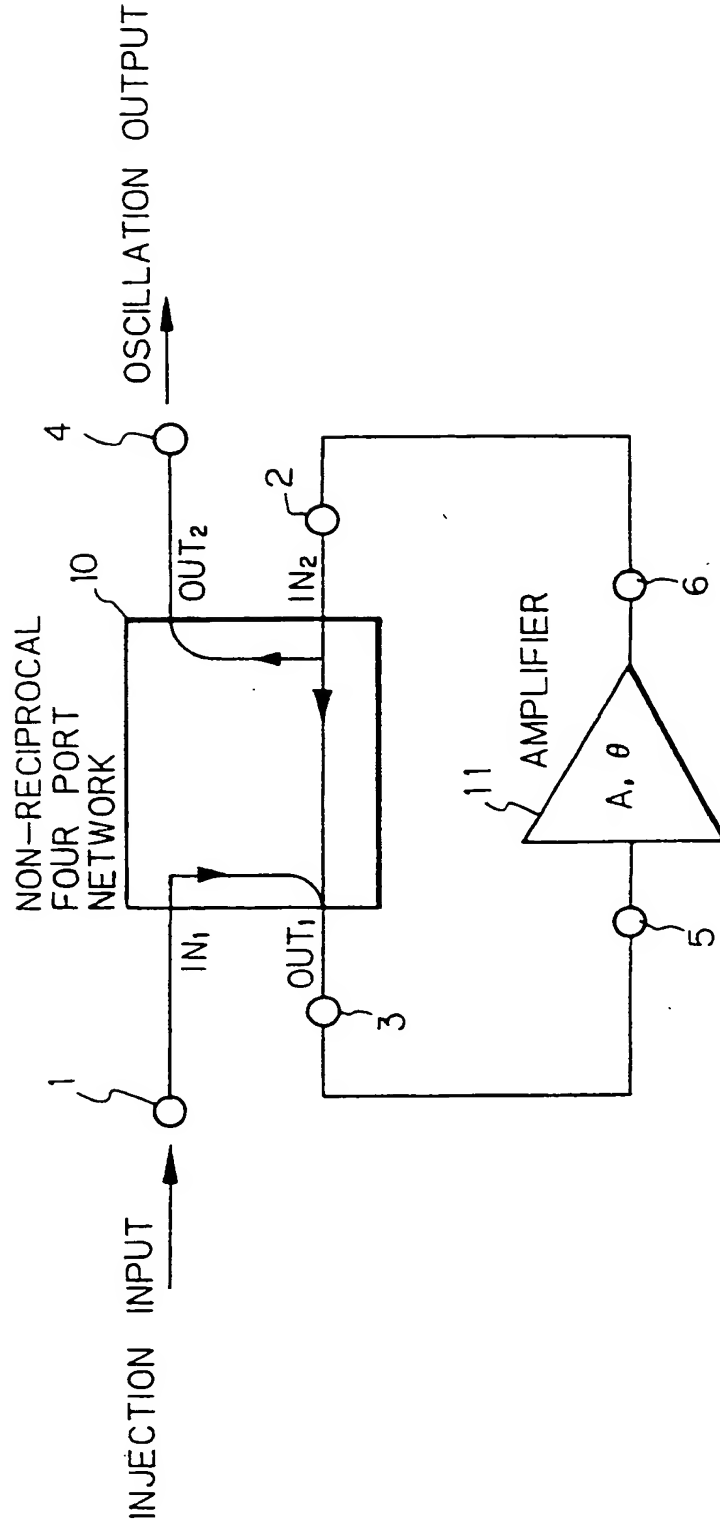 NON-RECIPROCAL
FOUR PORT
NETWORK
10
4
OSCILLATION OUTPUT
1
INJECTION INPUT
IN₁
OUT₂
OUT₁
IN₂
2
3
11
AMPLIFIER
A, θ
5
6